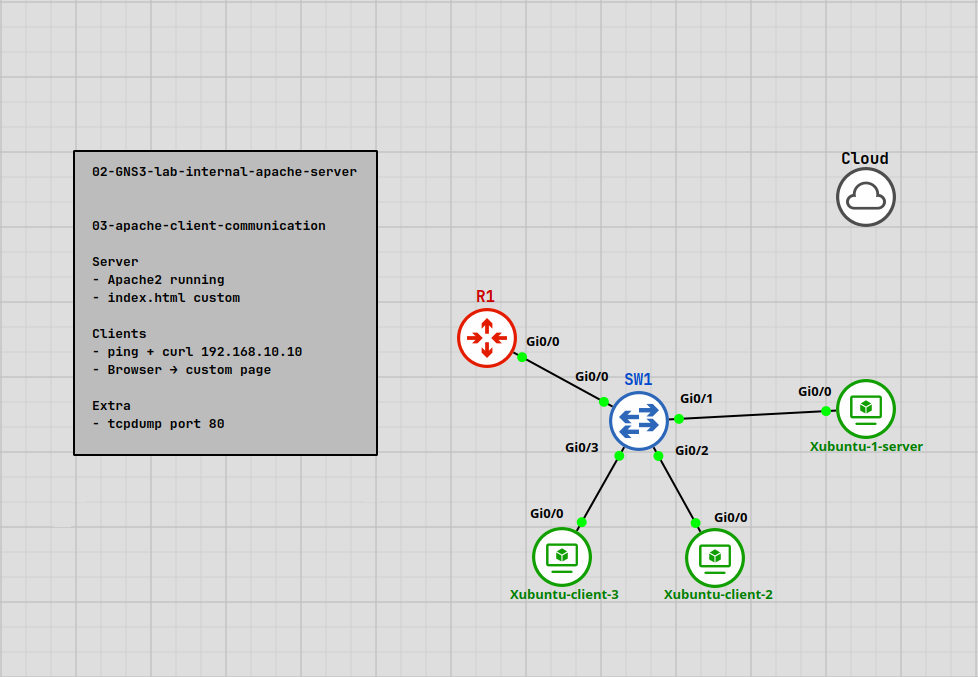 02-GNS3-lab-internal-apache-server
03-apache-client-communication
Server
- Apache2 running
- index.html custom
Clients
- ping + curl 192.168.10.10
- Browser → custom page
Extra
- tcpdump port 80
Cloud
R1
Gi0/0
Gi0/0
SW1
Gi0/1
Gi0/0
Xubuntu-1-server
Gi0/3
Gi0/2
Gi0/0
Gi0/0
Xubuntu-client-3
Xubuntu-client-2